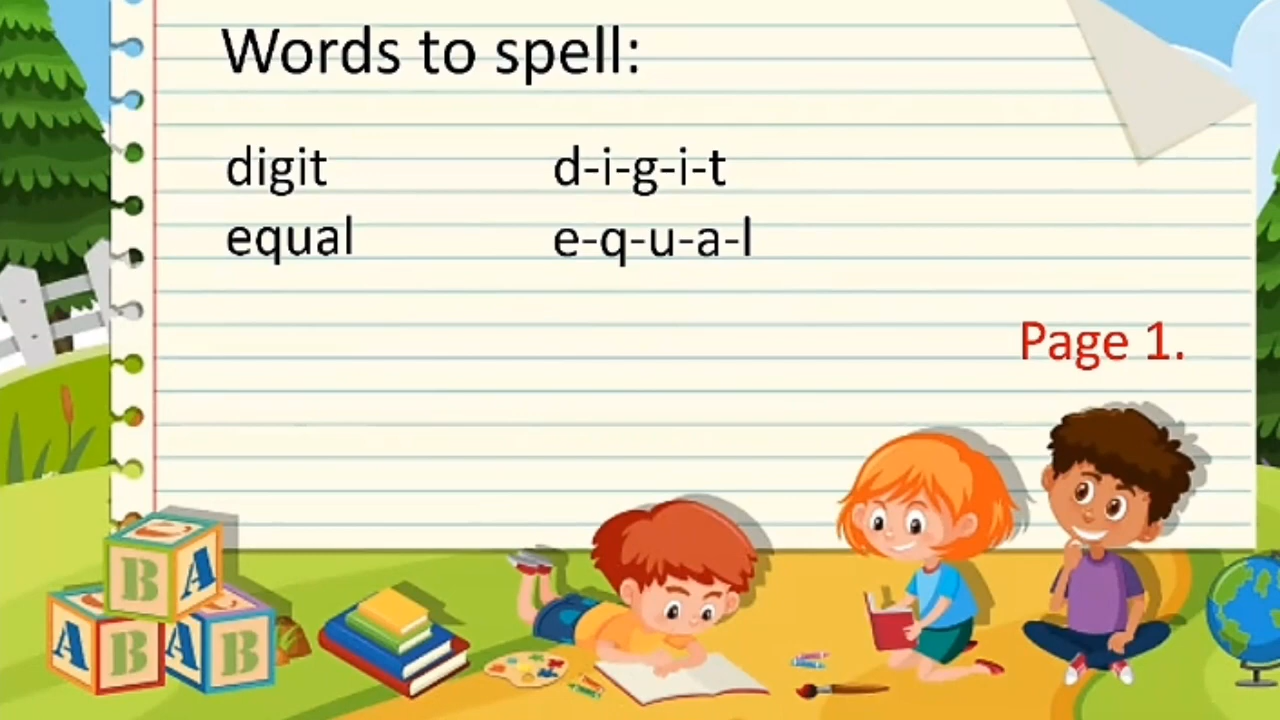 Words to spell:
digit d-i-g-i-t
equal e-q-u-a-l
Page 1.
B A
A B A B